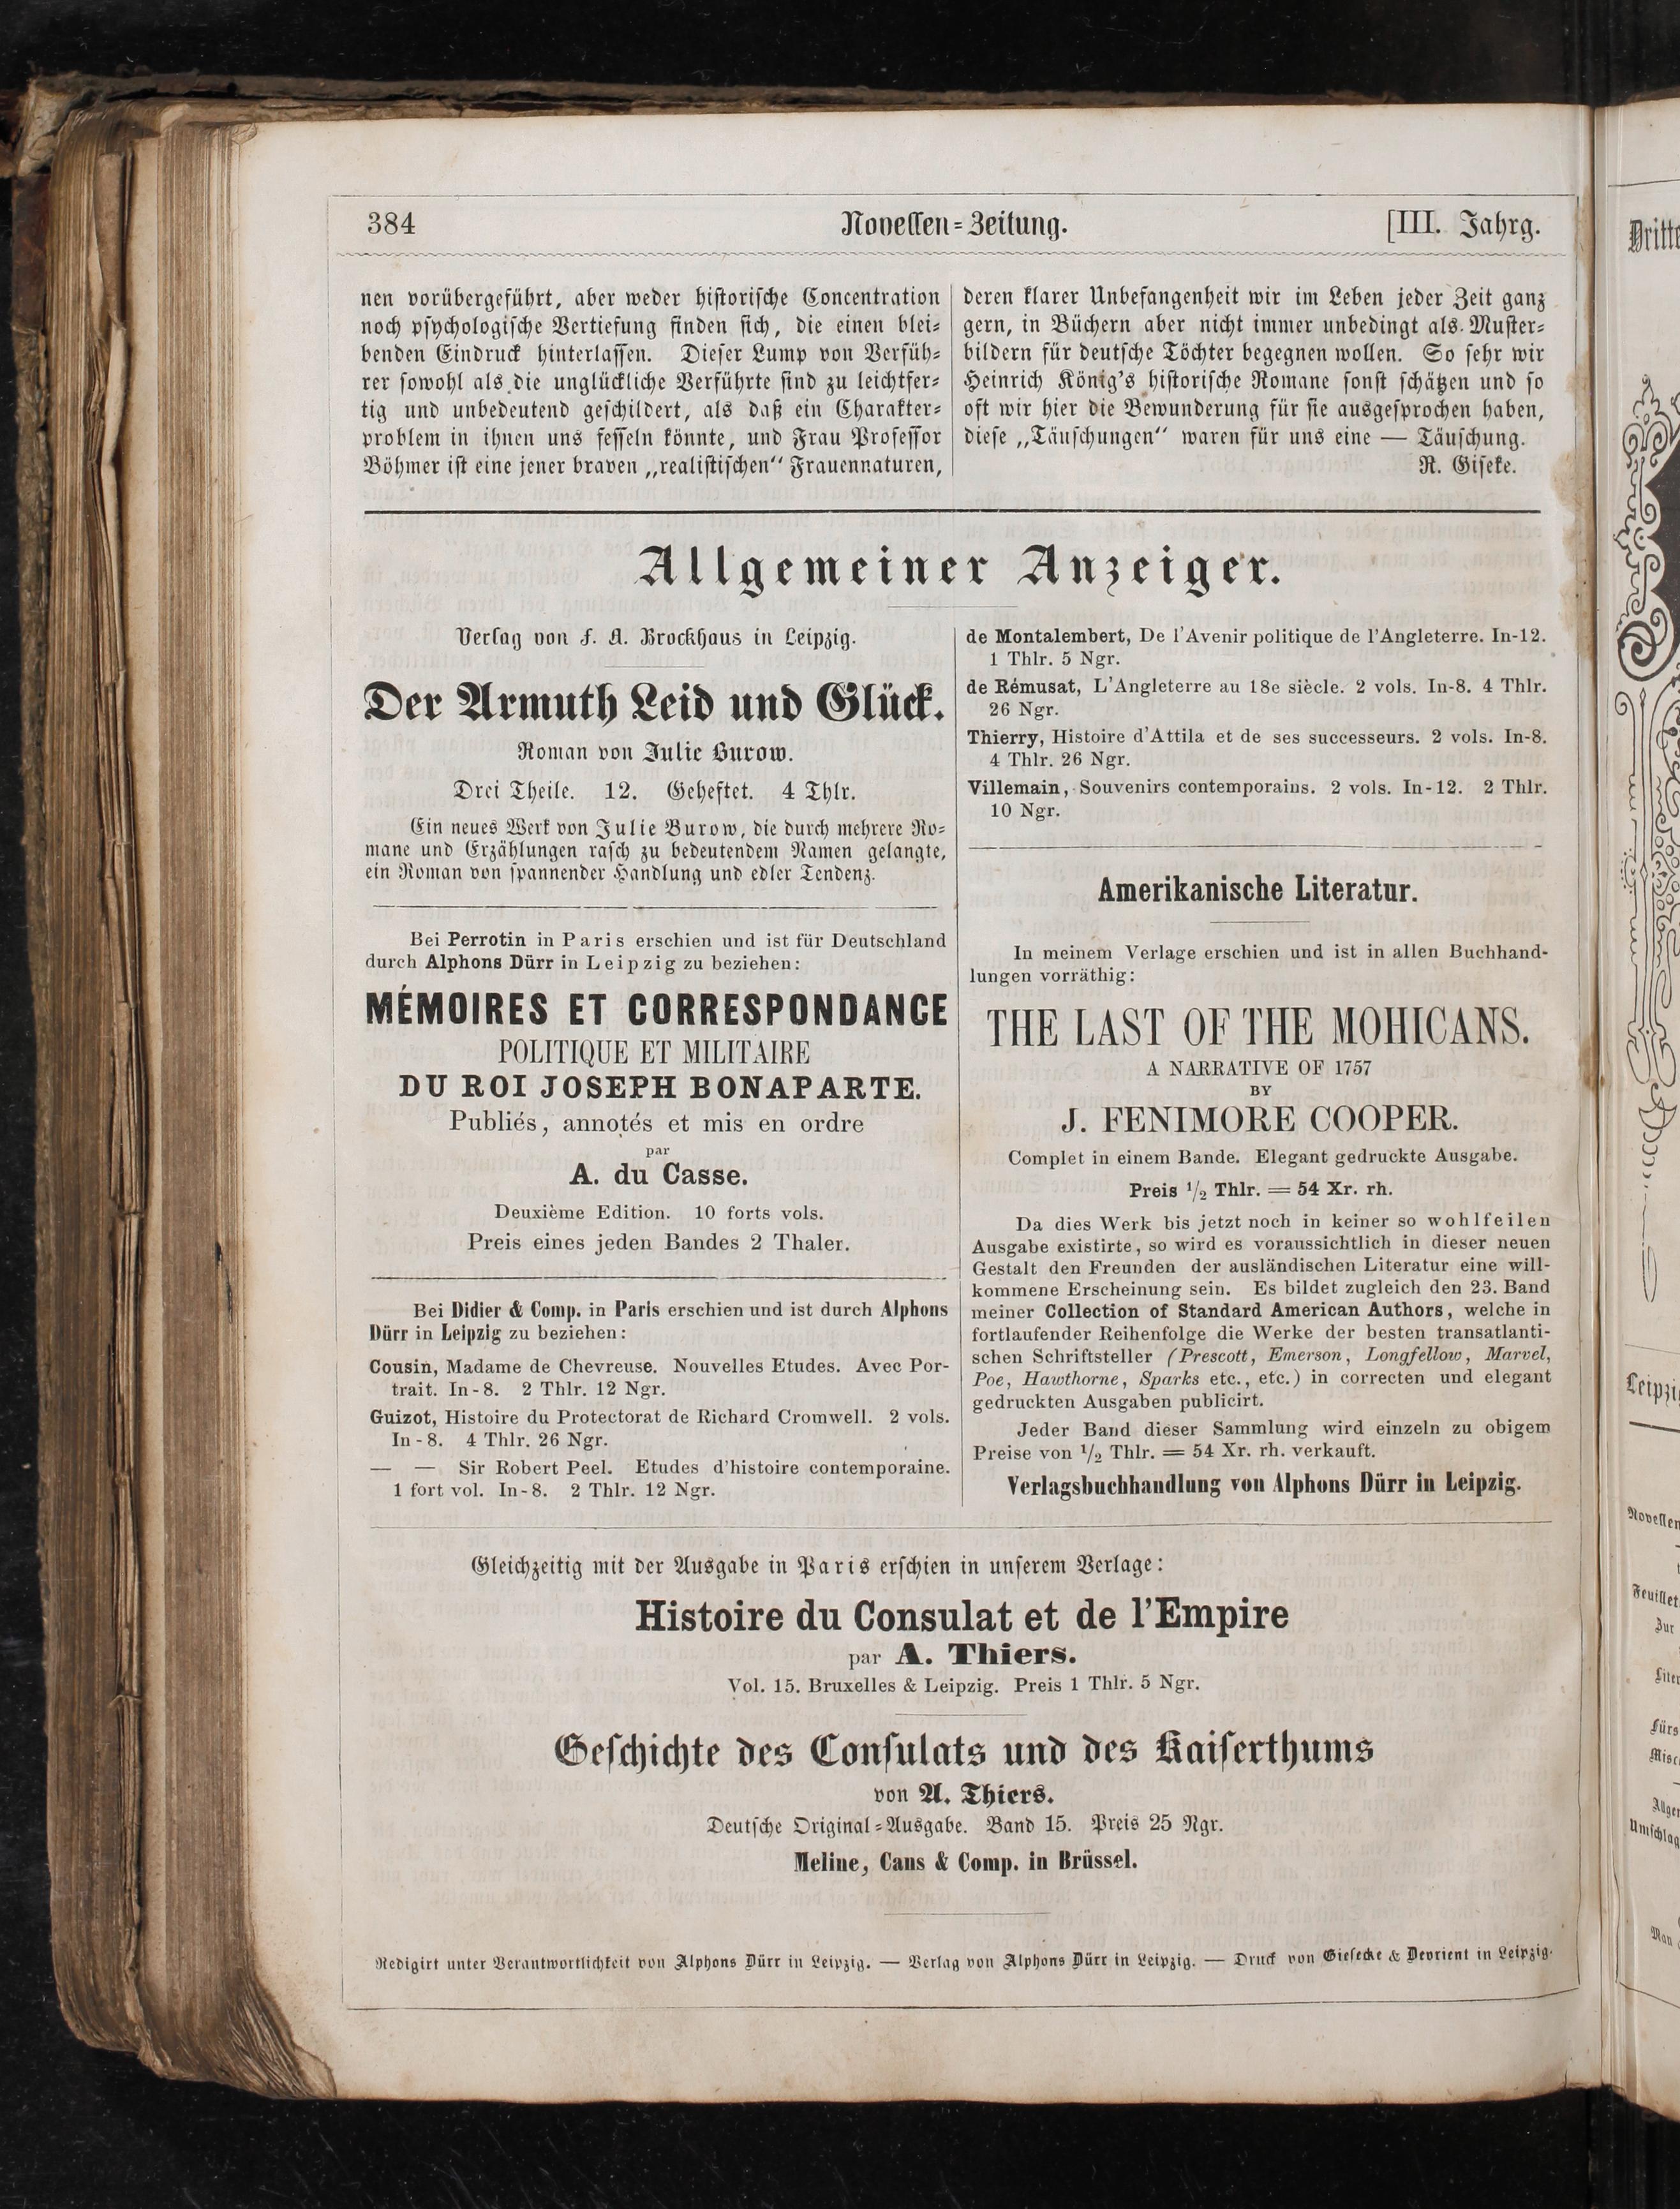 384
Novellen-Zeitung.
[III. Jahrg.
nen vorübergeführt, aber weder historische Concentration
noch psychologische Vertiefung finden sich, die einen blei-
benden Eindruck hinterlassen. Dieser Lump von Verfüh-
rer sowohl als die unglückliche Verführte sind zu leichtfer-
tig und unbedeutend geschildert, als daß ein Charakter-
problem in ihnen uns fesseln könnte, und Frau Professor
Böhmer ist eine jener braven „realistischen“ Frauennaturen,
deren klarer Unbefangenheit wir im Leben jeder Zeit ganz
gern, in Büchern aber nicht immer unbedingt als Muster-
bildern für deutsche Töchter begegnen wollen. So sehr wir
Heinrich König's historische Romane sonst schätzen und so
oft wir hier die Bewunderung für sie ausgesprochen haben,
diese „Täuschungen“ waren für uns eine — Täuschung.
R. Giseke.
Allgemeiner Anzeiger.
Verlag von F. A. Brockhaus in Leipzig.
Der Armuth Leid und Glück.
Roman von Julie Burow.
Drei Theile. 12. Geheftet. 4 Thlr.
Ein neues Werk von Julie Burow, die durch mehrere Ro-
mane und Erzählungen rasch zu bedeutendem Namen gelangte,
ein Roman von spannender Handlung und edler Tendenz.
Bei Perrotin in Paris erschien und ist für Deutschland
durch Alphons Dürr in Leipzig zu beziehen:
MÉMOIRES ET CORRESPONDANCE
POLITIQUE ET MILITAIRE
DU ROI JOSEPH BONAPARTE.
Publiés, annotés et mis en ordre
par
A. du Casse.
Deuxième Edition. 10 forts vols.
Preis eines jeden Bandes 2 Thaler.
Bei Didier & Comp. in Paris erschien und ist durch Alphons
Dürr in Leipzig zu beziehen:
Cousin, Madame de Chevreuse. Nouvelles Etudes. Avec Por-
trait. In-8. 2 Thlr. 12 Ngr.
Guizot, Histoire du Protectorat de Richard Cromwell. 2 vols.
In-8. 4 Thlr. 26 Ngr.
— — Sir Robert Peel. Etudes d'histoire contemporaine.
1 fort vol. In-8. 2 Thlr. 12 Ngr.
de Montalembert, De l'Avenir politique de l'Angleterre. In-12.
1 Thlr. 5 Ngr.
de Rémusat, L'Angleterre au 18e siècle. 2 vols. In-8. 4 Thlr.
26 Ngr.
Thierry, Histoire d'Attila et de ses successeurs. 2 vols. In-8.
4 Thlr. 26 Ngr.
Villemain, Souvenirs contemporains. 2 vols. In-12. 2 Thlr.
10 Ngr.
Amerikanische Literatur.
In meinem Verlage erschien und ist in allen Buchhand-
lungen vorräthig:
THE LAST OF THE MOHICANS.
A NARRATIVE OF 1757
BY
J. FENIMORE COOPER.
Complet in einem Bande. Elegant gedruckte Ausgabe.
Preis 1/2 Thlr. = 54 Xr. rh.
Da dies Werk bis jetzt noch in keiner so wohlfeilen
Ausgabe existirte, so wird es voraussichtlich in dieser neuen
Gestalt den Freunden der ausländischen Literatur eine will-
kommene Erscheinung sein. Es bildet zugleich den 23. Band
meiner Collection of Standard American Authors, welche in
fortlaufender Reihenfolge die Werke der besten transatlanti-
schen Schriftsteller (Prescott, Emerson, Longfellow, Marvel,
Poe, Hawthorne, Sparks etc., etc.) in correcten und elegant
gedruckten Ausgaben publicirt.
Jeder Band dieser Sammlung wird einzeln zu obigem
Preise von 1/2 Thlr. = 54 Xr. rh. verkauft.
Verlagsbuchhandlung von Alphons Dürr in Leipzig.
Gleichzeitig mit der Ausgabe in Paris erschien in unserem Verlage:
Histoire du Consulat et de l'Empire
par A. Thiers.
Vol. 15. Bruxelles & Leipzig. Preis 1 Thlr. 5 Ngr.
Geschichte des Consulats und des Kaiserthums
von A. Thiers.
Deutsche Original-Ausgabe. Band 15. Preis 25 Ngr.
Meline, Cans & Comp. in Brüssel.
Redigirt unter Verantwortlichkeit von Alphons Dürr in Leipzig. — Verlag von Alphons Dürr in Leipzig. — Druck von Giesecke & Devrient in Leipzig.